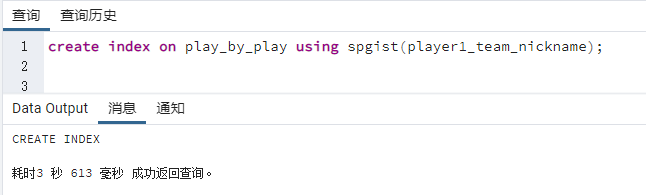 查询 查询历史
1 create index on play_by_play using spgist(player1_team_nickname);
2
3
Data Output 消息 通知
CREATE INDEX
耗时3 秒 613 毫秒 成功返回查询。